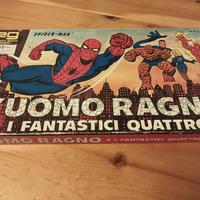 SPIDER-MAN
L'UOMO RAGNO
E I FANTASTICI QUATTRO
UOMO RAGNO E I FANTASTICI QUATTRO